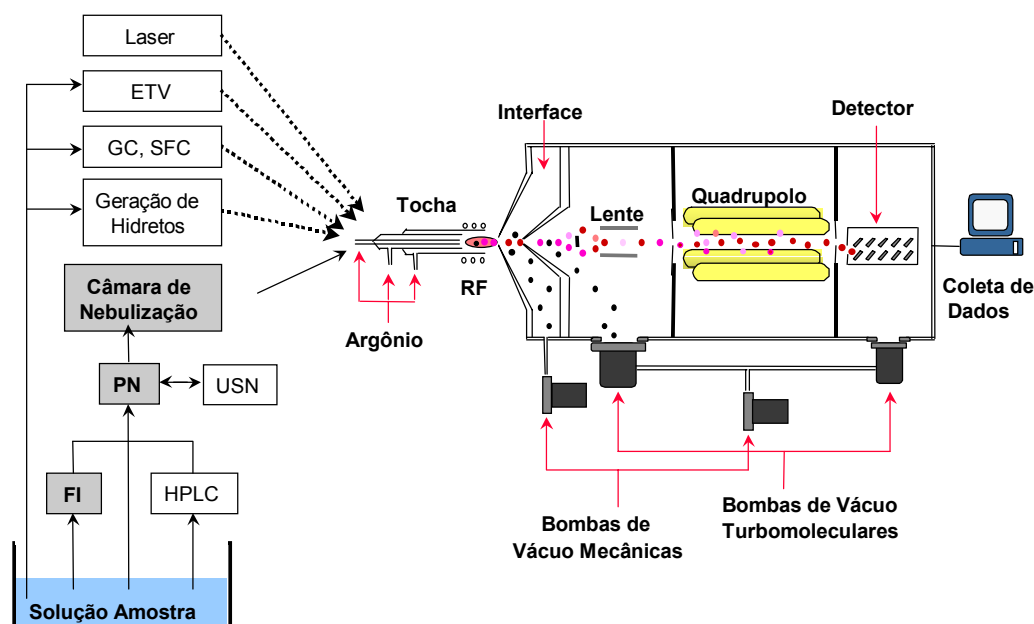 Laser
ETV
GC, SFC
Geração de
Hidretos
Câmara de
Nebulização
PN
USN
FI
HPLC
Solução Amostra
Tocha
RF
Argônio
Interface
Lente
Quadrupolo
Detector
Coleta de
Dados
Bombas de
Vácuo Mecânicas
Bombas de Vácuo
Turbomoleculares